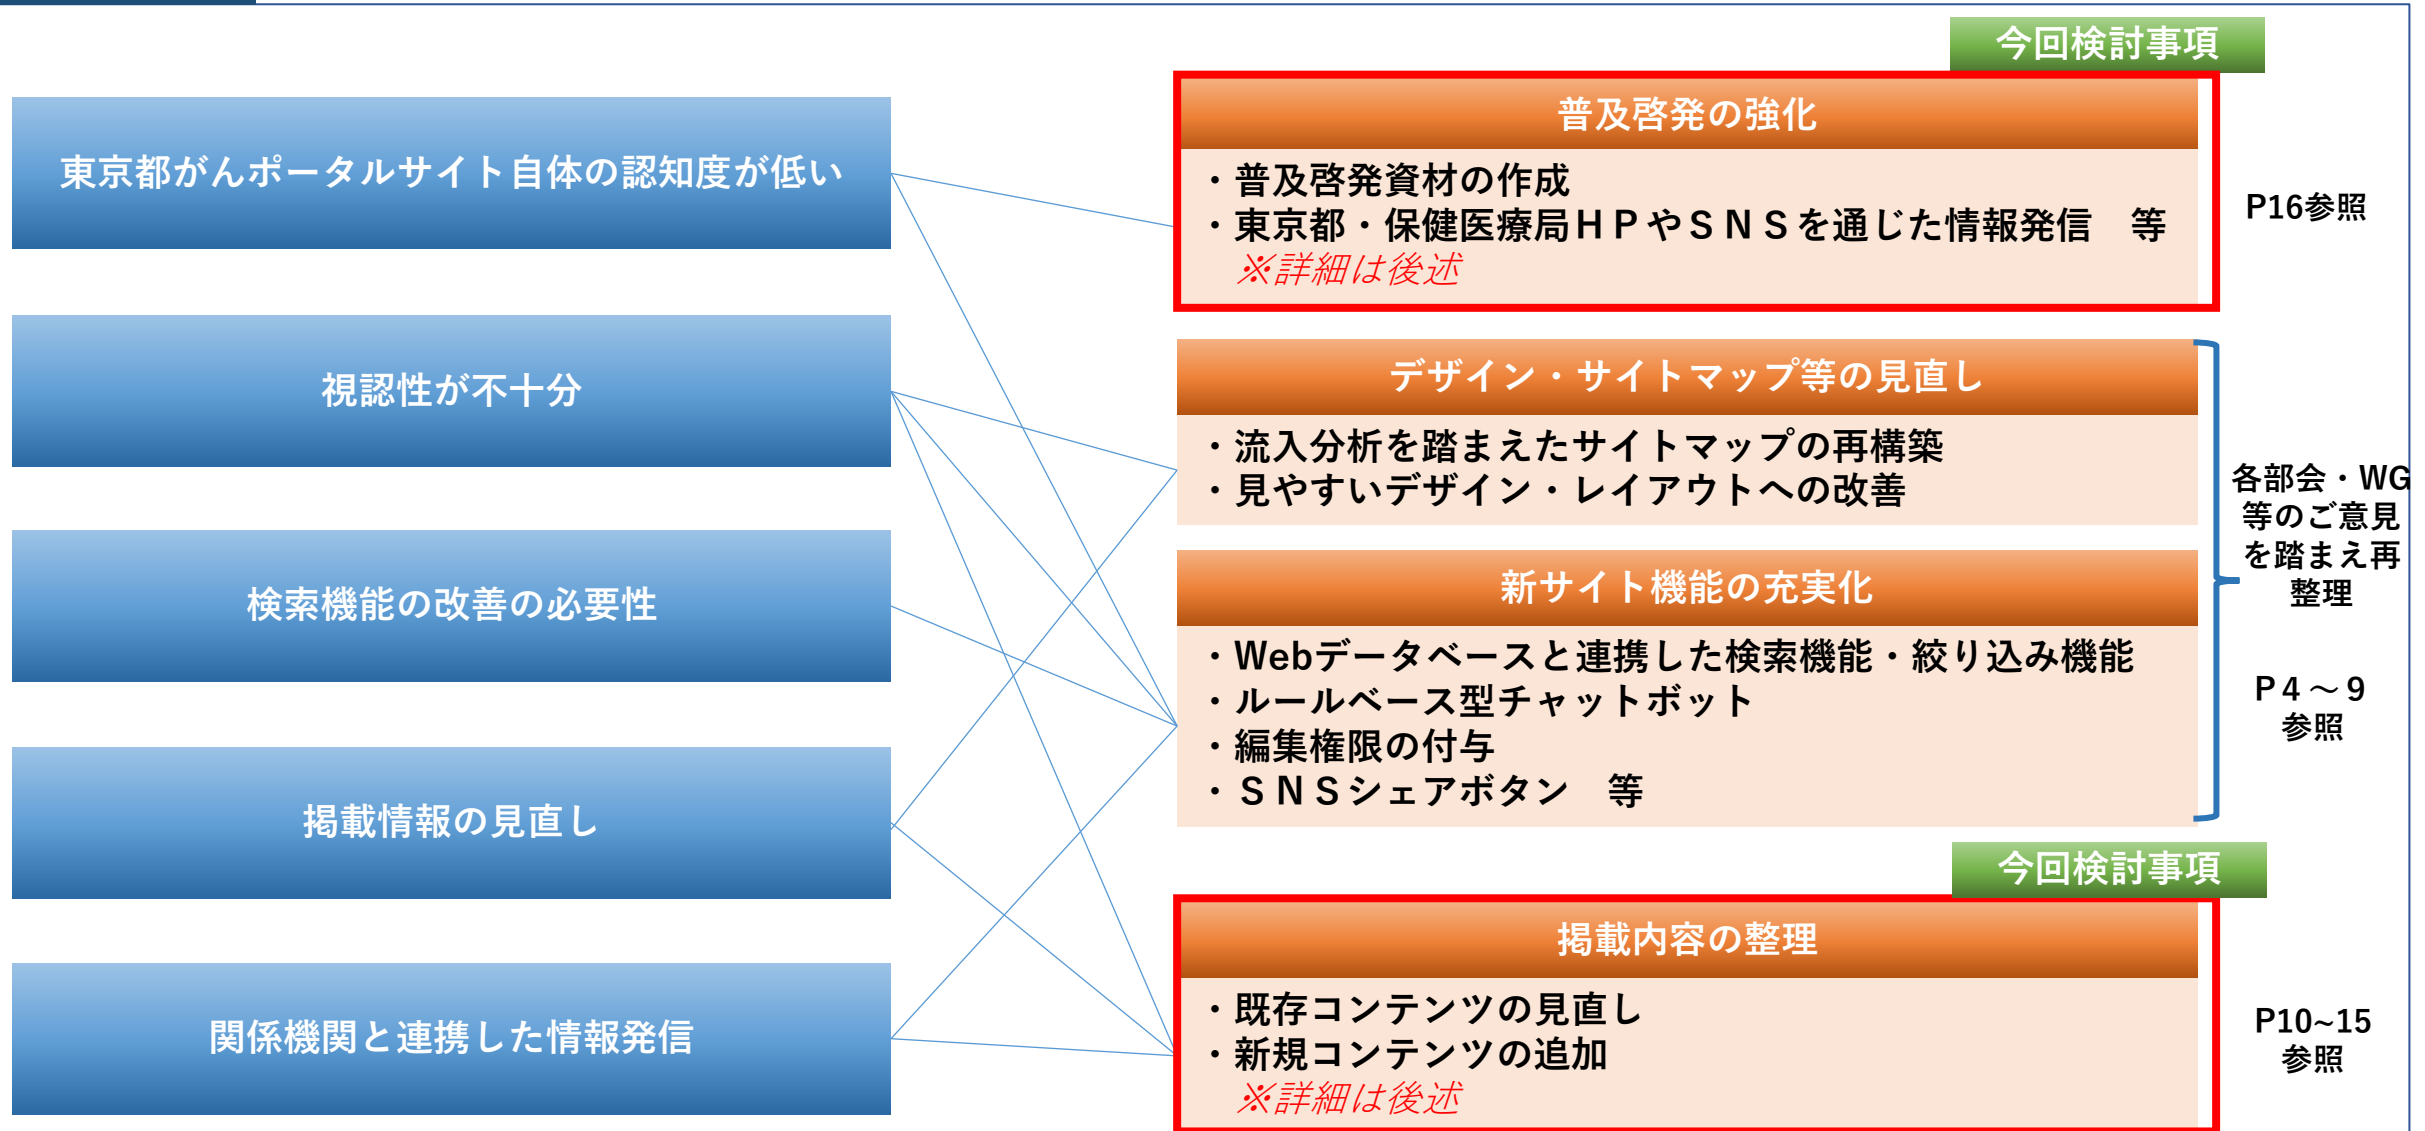 東京都がんポータルサイト自体の認知度が低い
視認性が不十分
検索機能の改善の必要性
掲載情報の見直し
関係機関と連携した情報発信
今回検討事項
普及啓発の強化
・普及啓発資材の作成
・東京都・保健医療局ＨＰやＳＮＳを通じた情報発信　等
※詳細は後述
P16参照
デザイン・サイトマップ等の見直し
・流入分析を踏まえたサイトマップの再構築
・見やすいデザイン・レイアウトへの改善
新サイト機能の充実化
・Webデータベースと連携した検索機能・絞り込み機能
・ルールベース型チャットボット
・編集権限の付与
・ＳＮＳシェアボタン　等
各部会・WG
等のご意見
を踏まえ再
整理
P４～９
参照
今回検討事項
掲載内容の整理
・既存コンテンツの見直し
・新規コンテンツの追加
※詳細は後述
P10~15
参照